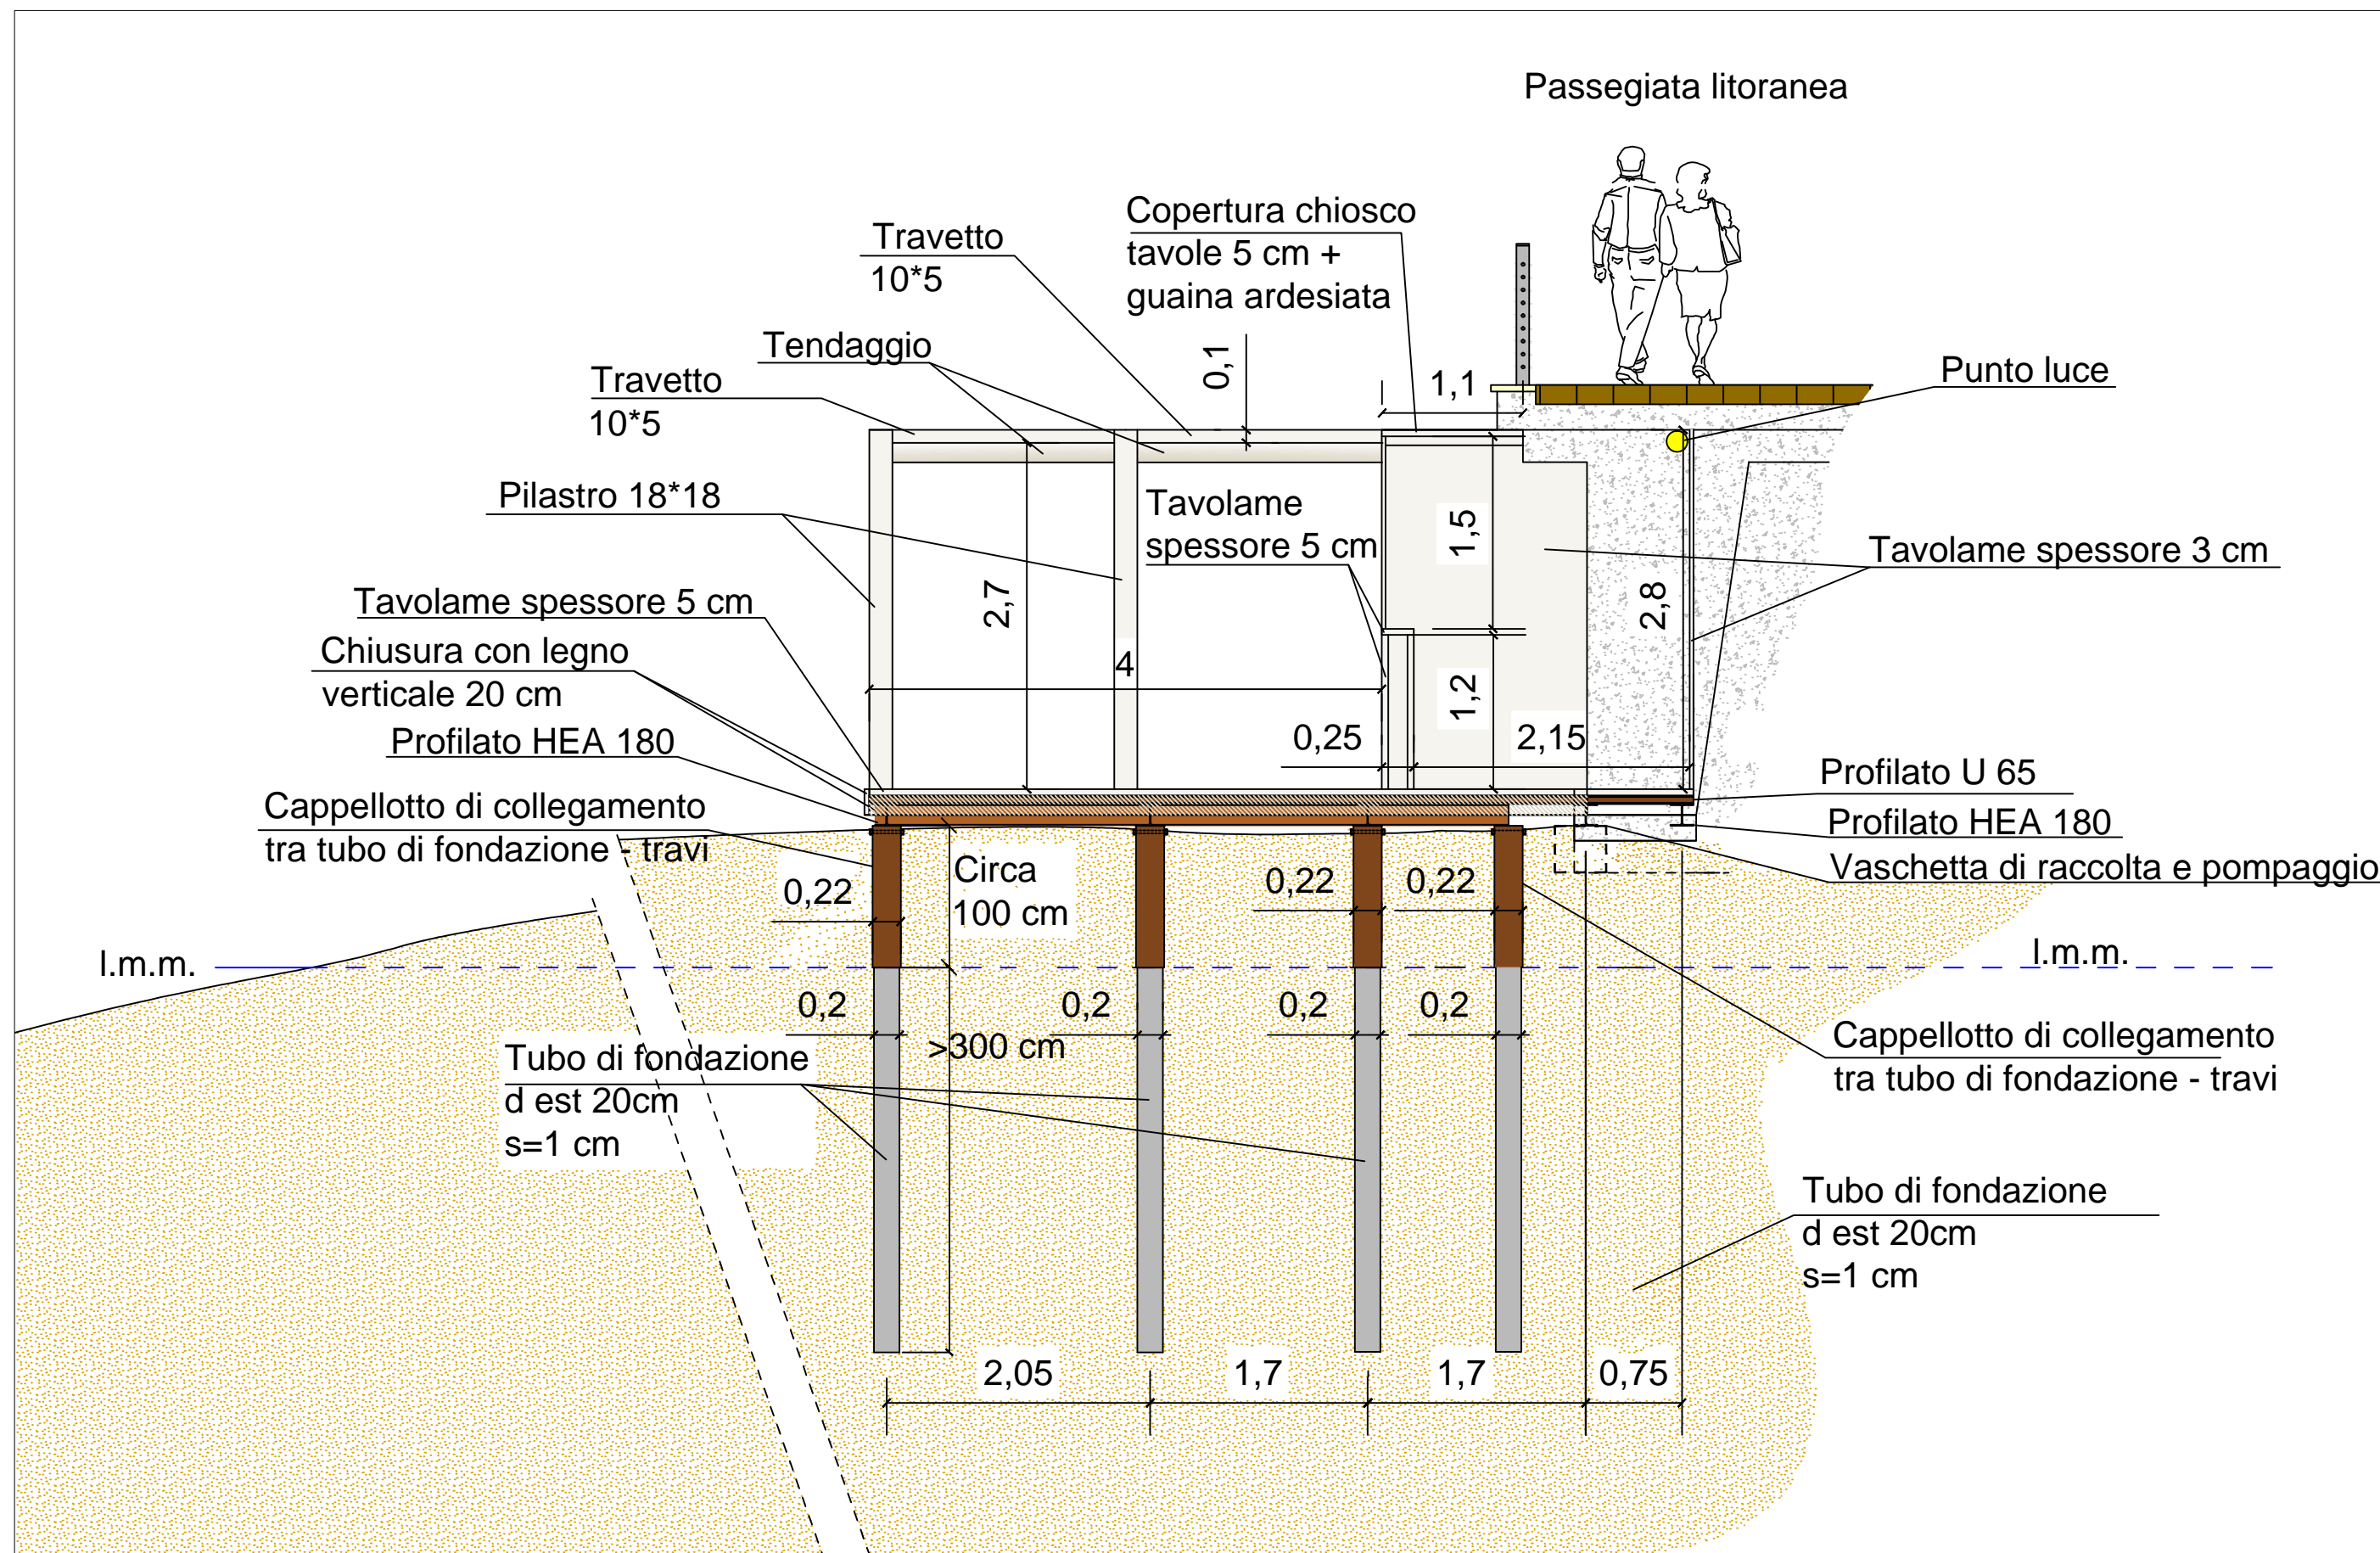 Passegiata litoranea
Copertura chiosco
tavole 5 cm +
guaina ardesiata
Travetto
10*5
Tendaggio
0,1
1,1
Punto luce
Travetto
10*5
Pilastro 18*18
Tavolame
spessore 5 cm
1,5
Tavolame spessore 3 cm
2,7
2,8
Tavolame spessore 5 cm
Chiusura con legno
verticale 20 cm
4
1,2
Profilato HEA 180
0,25
2,15
Profilato U 65
Cappellotto di collegamento
tra tubo di fondazione - travi
Profilato HEA 180
Vaschetta di raccolta e pompaggio
Circa
100 cm
0,22
0,22
0,22
l.m.m.
l.m.m.
0,2
0,2
0,2
0,2
>300 cm
Cappellotto di collegamento
tra tubo di fondazione - travi
Tubo di fondazione
d est 20cm
s=1 cm
Tubo di fondazione
d est 20cm
s=1 cm
2,05
1,7
1,7
0,75